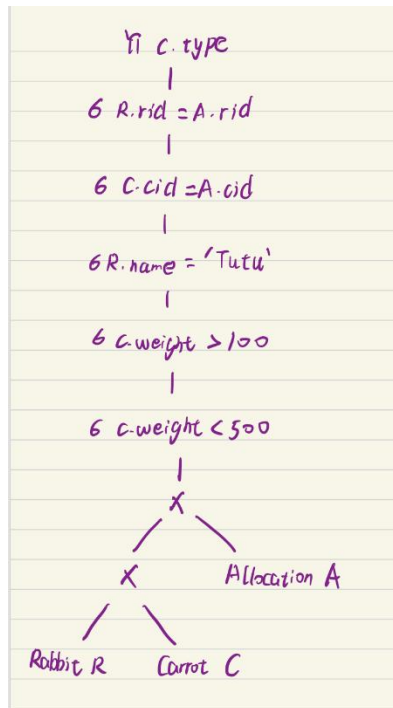 π c.type
σ R.rid = A.rid
σ C.cid = A.cid
σ R.name = 'Tutu'
σ C.weight > 100
σ C.weight < 500
X
X Allocation A
Rabbit R Carrot C